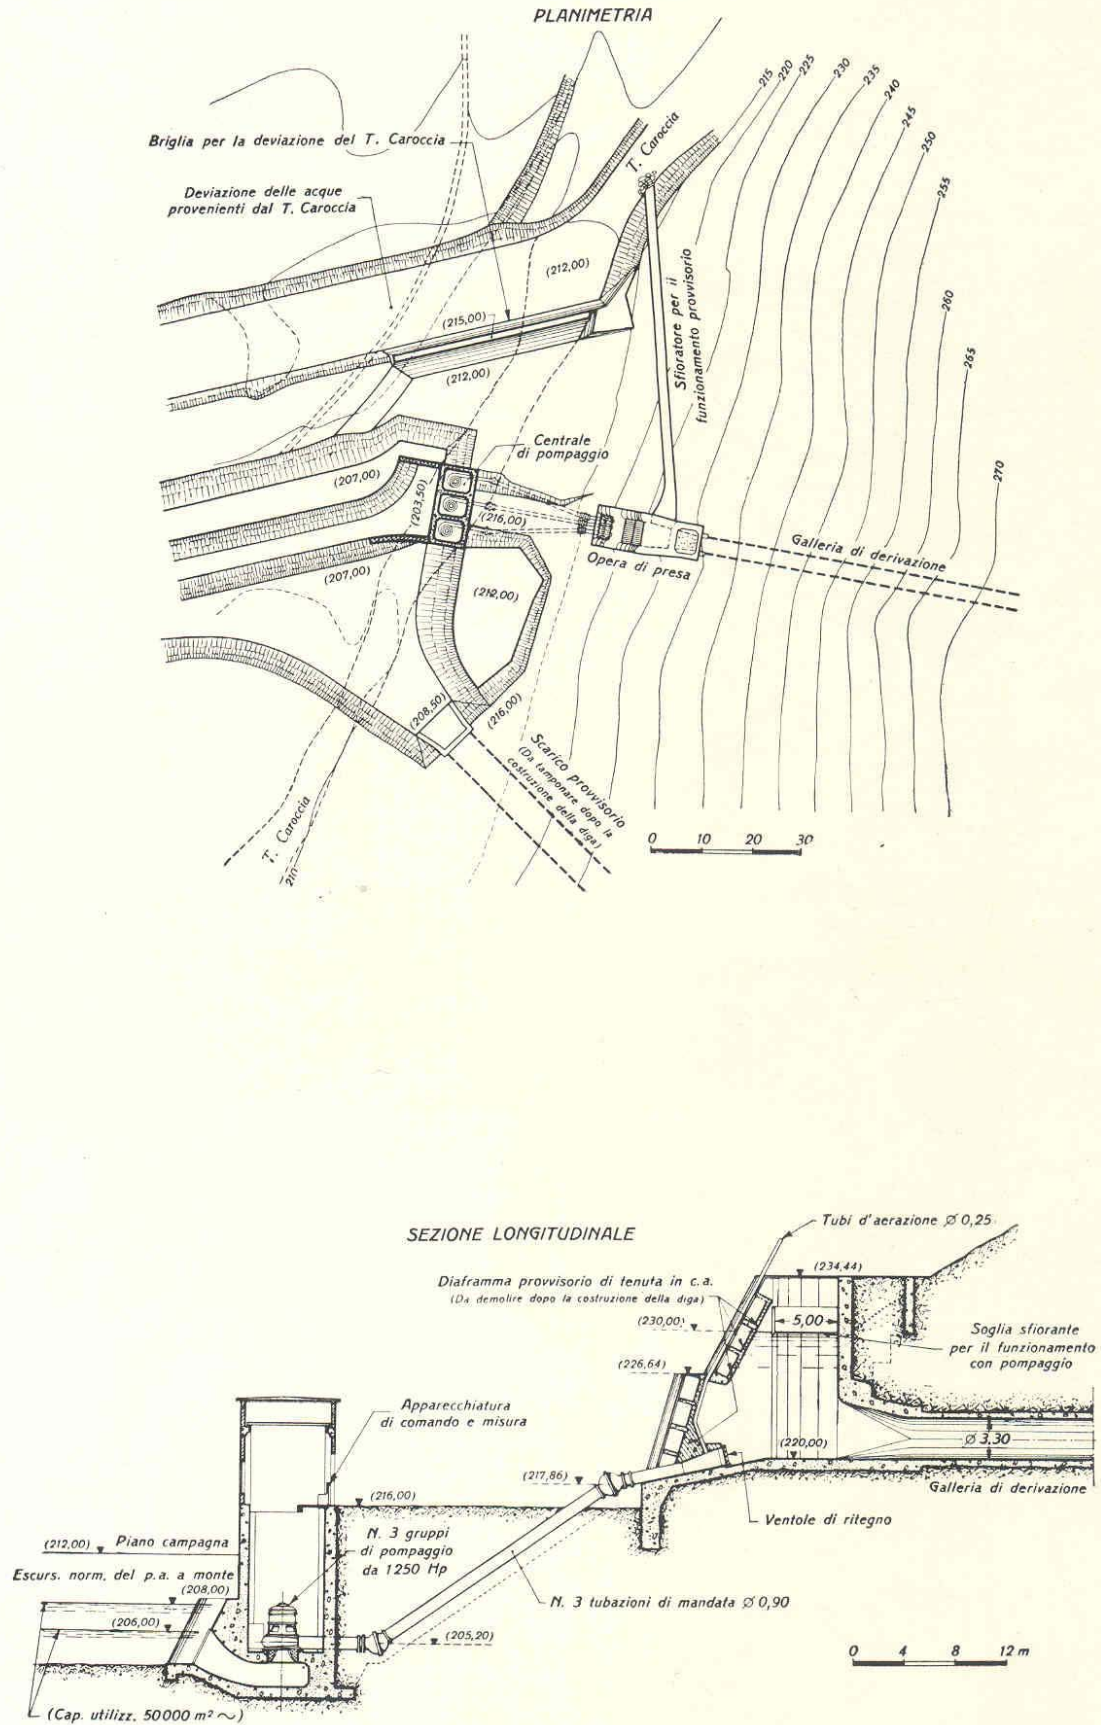 PLANIMETRIA
215
220
225
230
235
240
245
250
255
260
265
270
Briglia per la deviazione del T. Caroccia
T. Caroccia
Deviazione delle acque
provenienti dal T. Caroccia
(212,00)
(215,00)
(212,00)
Sfioratore per il
funzionamento provvisorio
Centrale
di pompaggio
(207,00)
(203,50)
(216,00)
Galleria di derivazione
Opera di presa
(207,00)
(212,00)
(208,50)
(216,00)
Scarico provvisorio
(Da tamponare dopo la
costruzione della diga)
T. Caroccia
210
0 10 20 30
SEZIONE LONGITUDINALE
Tubi d'aerazione Ø 0,25
Diaframma provvisorio di tenuta in c.a.
(Da demolire dopo la costruzione della diga)
(234,44)
(230,00)
5,00
Soglia sfiorante
per il funzionamento
con pompaggio
(226,64)
Apparecchiatura
di comando e misura
(220,00)
Ø 3.30
(217,86)
Galleria di derivazione
(216,00)
Ventole di ritegno
N. 3 gruppi
di pompaggio
da 1250 Hp
(212,00) Piano campagna
Escurs. norm. del p.a. a monte
(208,00)
(206,00)
N. 3 tubazioni di mandata Ø 0,90
(205,20)
0 4 8 12 m
(Cap. utilizz. 50000 m² ~)